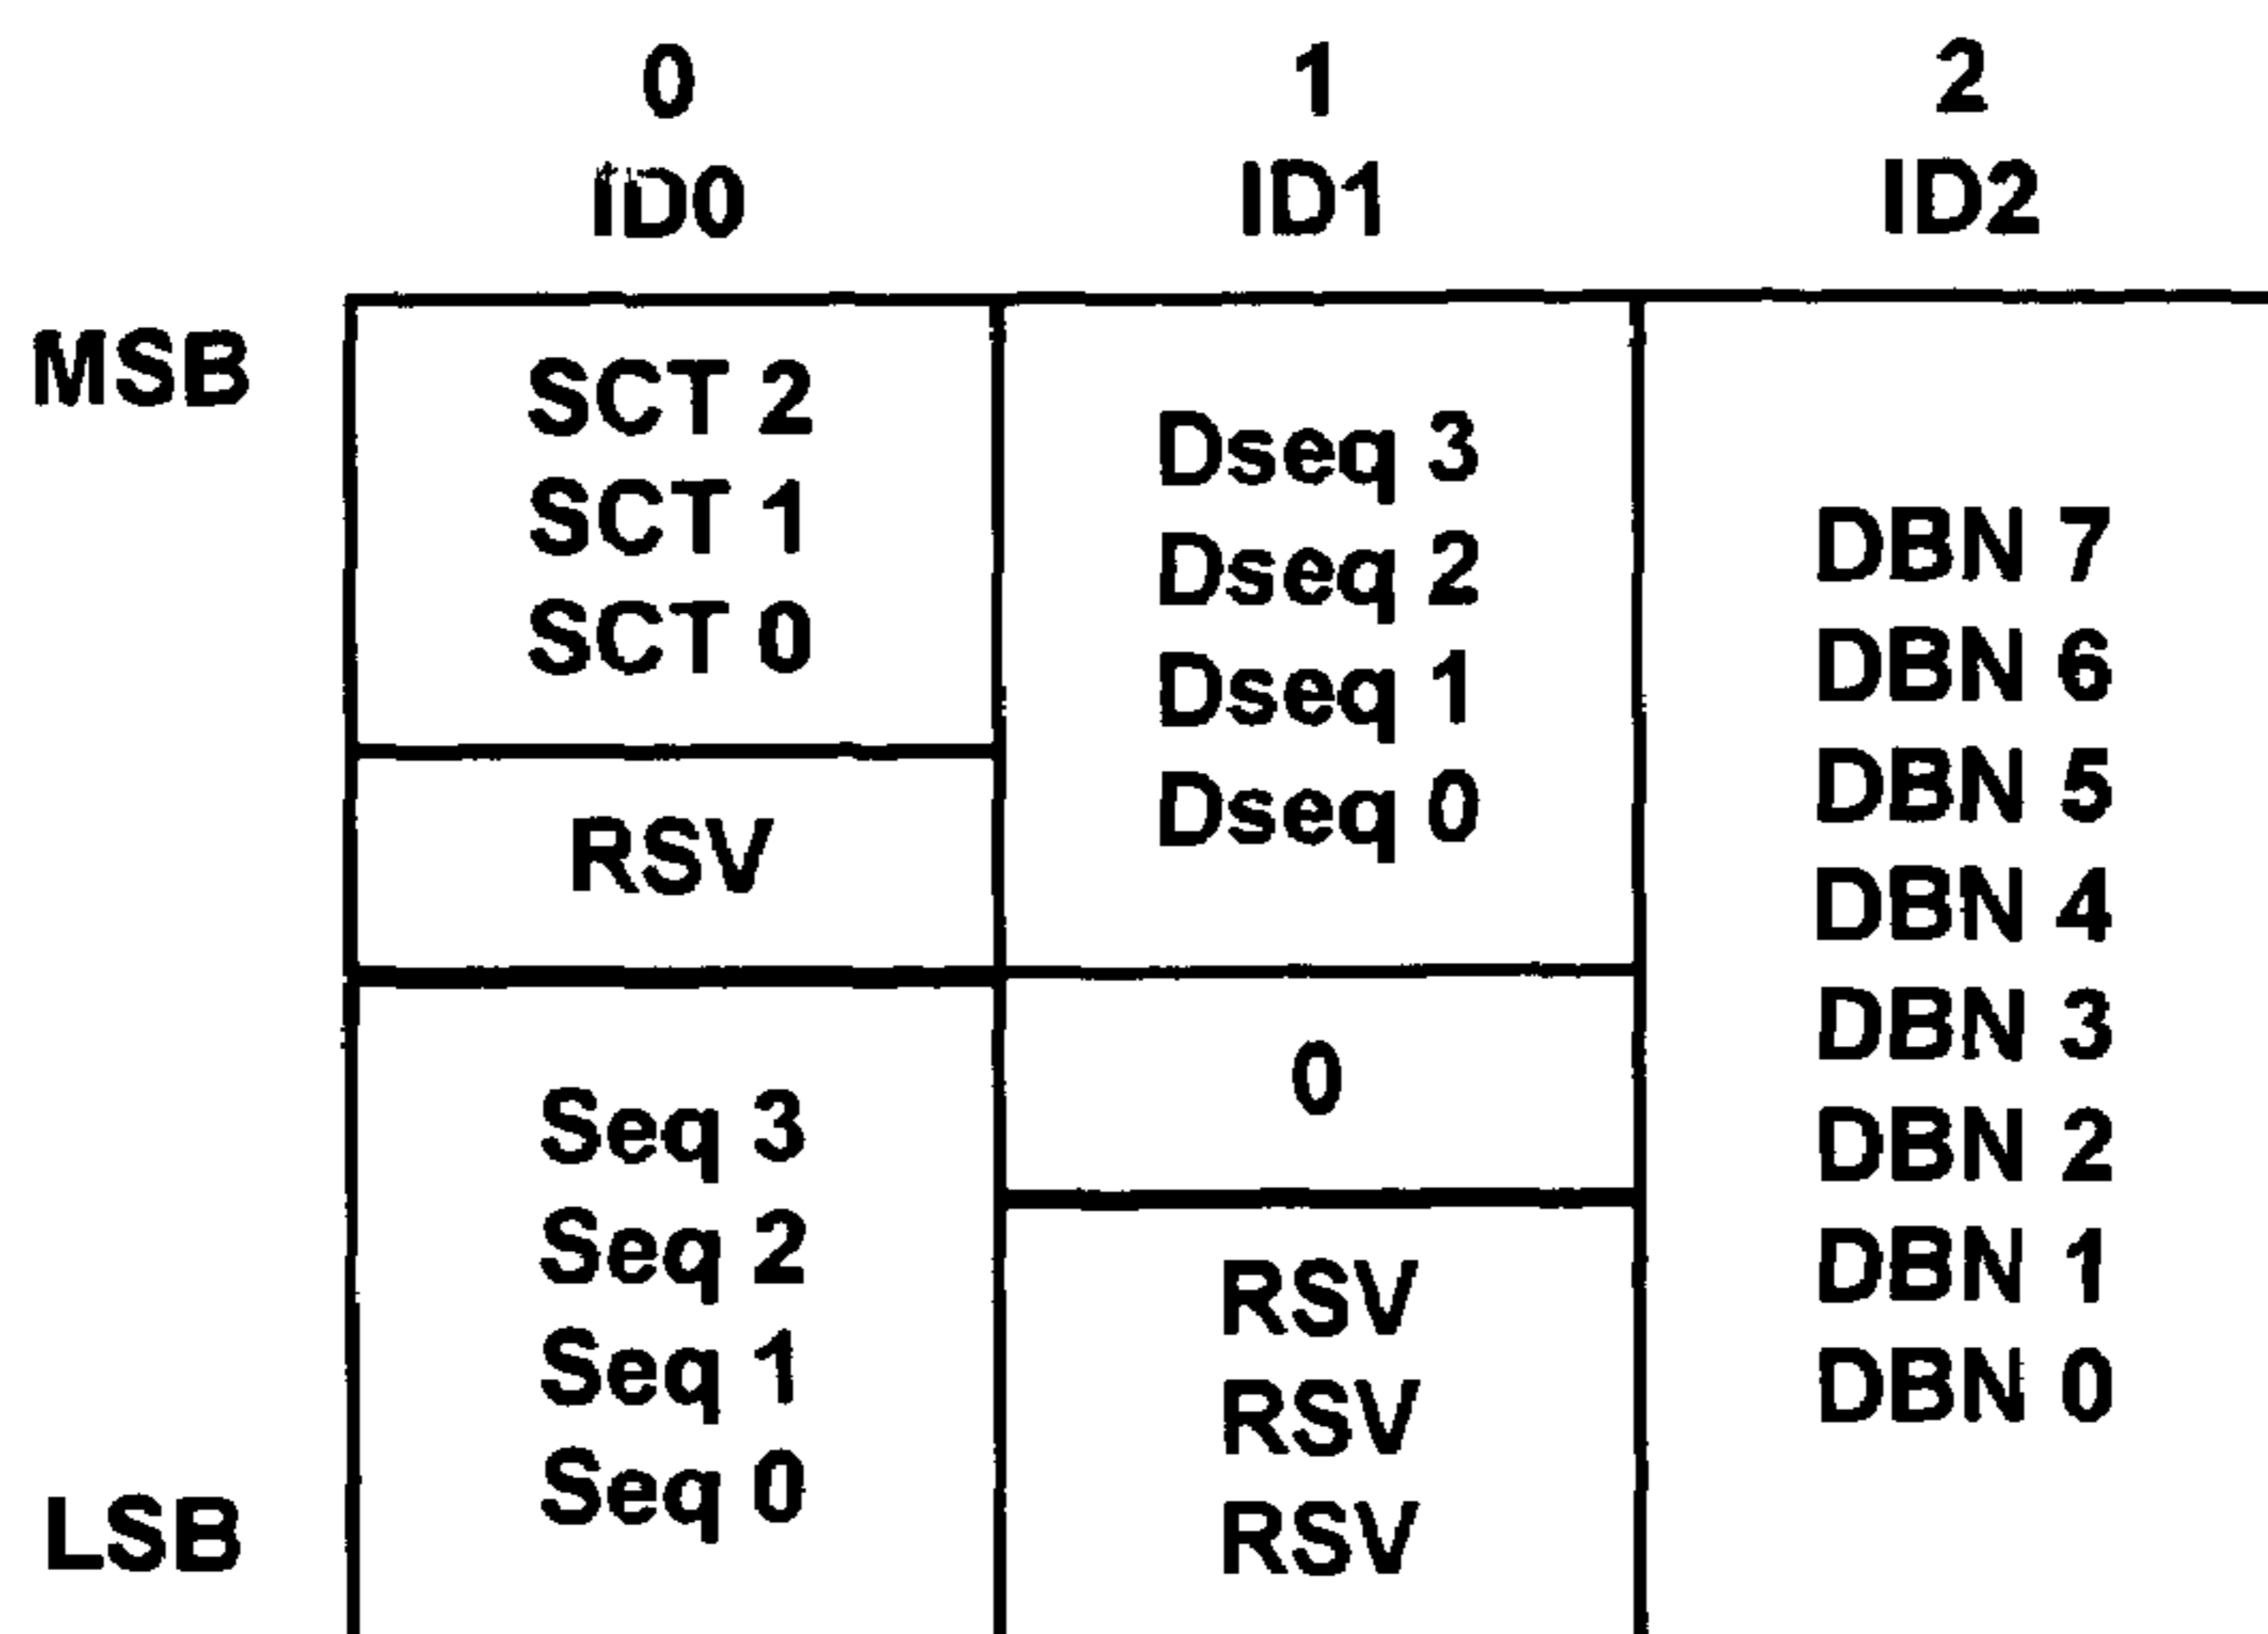 0 1 2
ID0 ID1 ID2
MSB
SCT 2
SCT 1
SCT 0
RSV
Seq 3
Seq 2
Seq 1
Seq 0
LSB
Dseq 3
Dseq 2
Dseq 1
Dseq 0
0
RSV
RSV
RSV
DBN 7
DBN 6
DBN 5
DBN 4
DBN 3
DBN 2
DBN 1
DBN 0